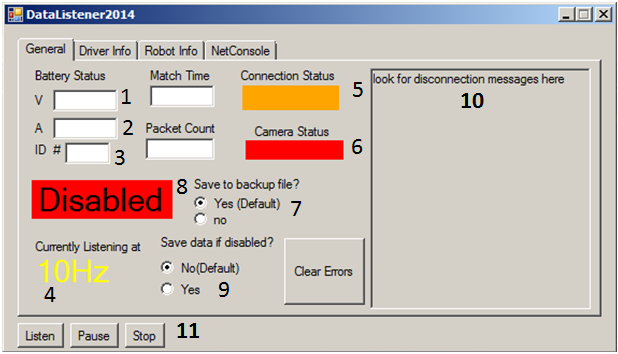 DataListener2014
General Driver Info Robot Info NetConsole
Battery Status Match Time Connection Status
V 1
5
look for disconnection messages here
10
A 2
Packet Count Camera Status
ID # 3
6
Disabled
8 Save to backup file?
Yes (Default)
7
no
Currently Listening at
10Hz
4
Save data if disabled?
No(Default)
Yes 9
Clear Errors
Listen Pause Stop 11